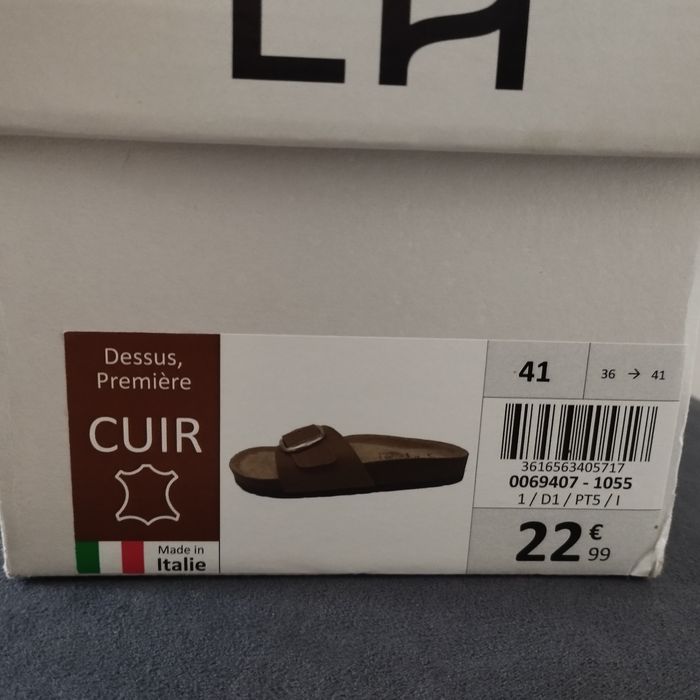 Dessus,
Première
CUIR
Made in
Italie
41
36 → 41
3616563405717
0069407 - 1055
1 / D1 / PT5 / I
22 €
99